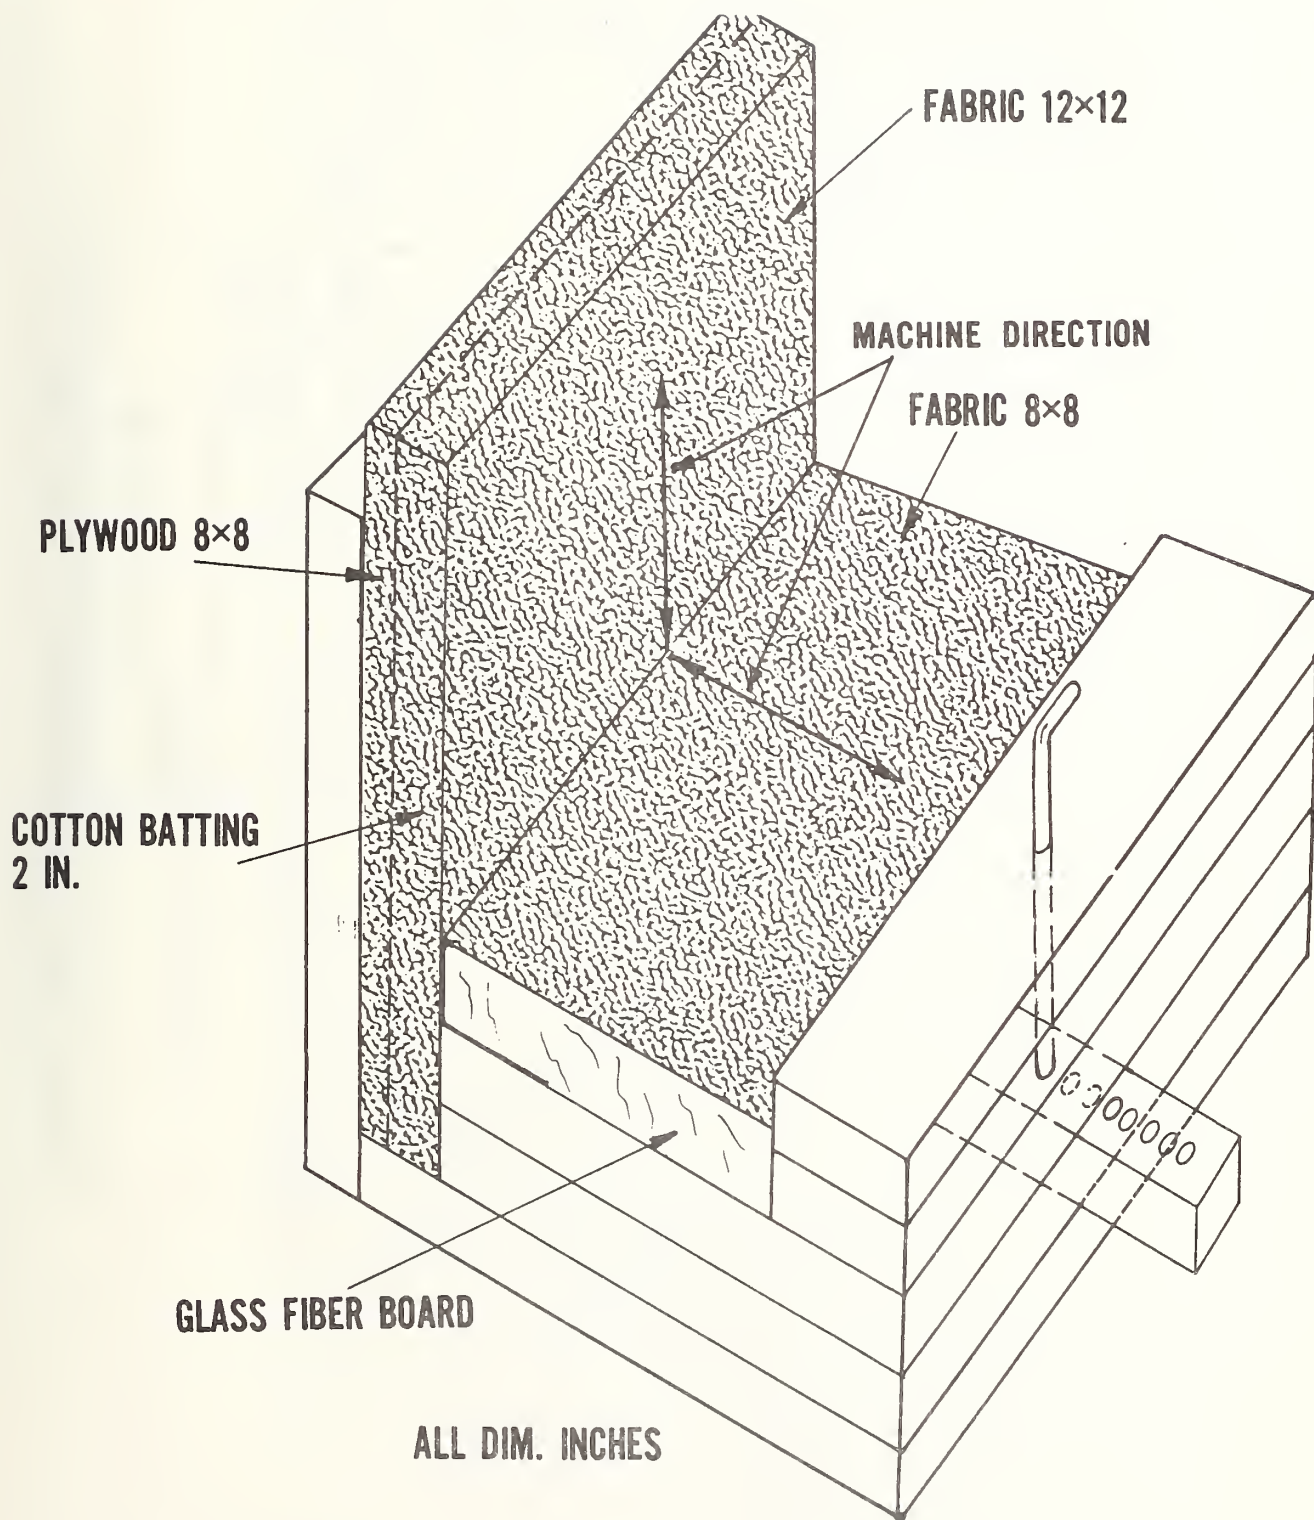 FABRIC 12×12
MACHINE DIRECTION
FABRIC 8×8
PLYWOOD 8×8
COTTON BATTING
2 IN.
GLASS FIBER BOARD
ALL DIM. INCHES